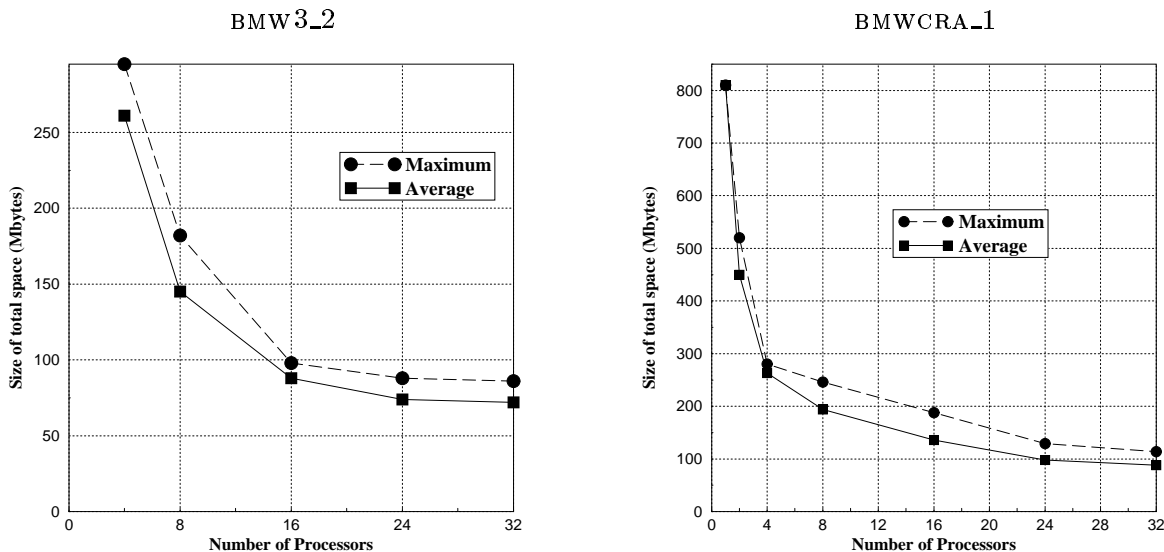 BMW3_2
BMWCRA_1
Size of total space (Mbytes)
250
200
150
100
50
0
0 8 16 24 32
Number of Processors
Maximum
Average
Size of total space (Mbytes)
800
700
600
500
400
300
200
100
0
0 4 8 12 16 20 24 28 32
Number of Processors
Maximum
Average